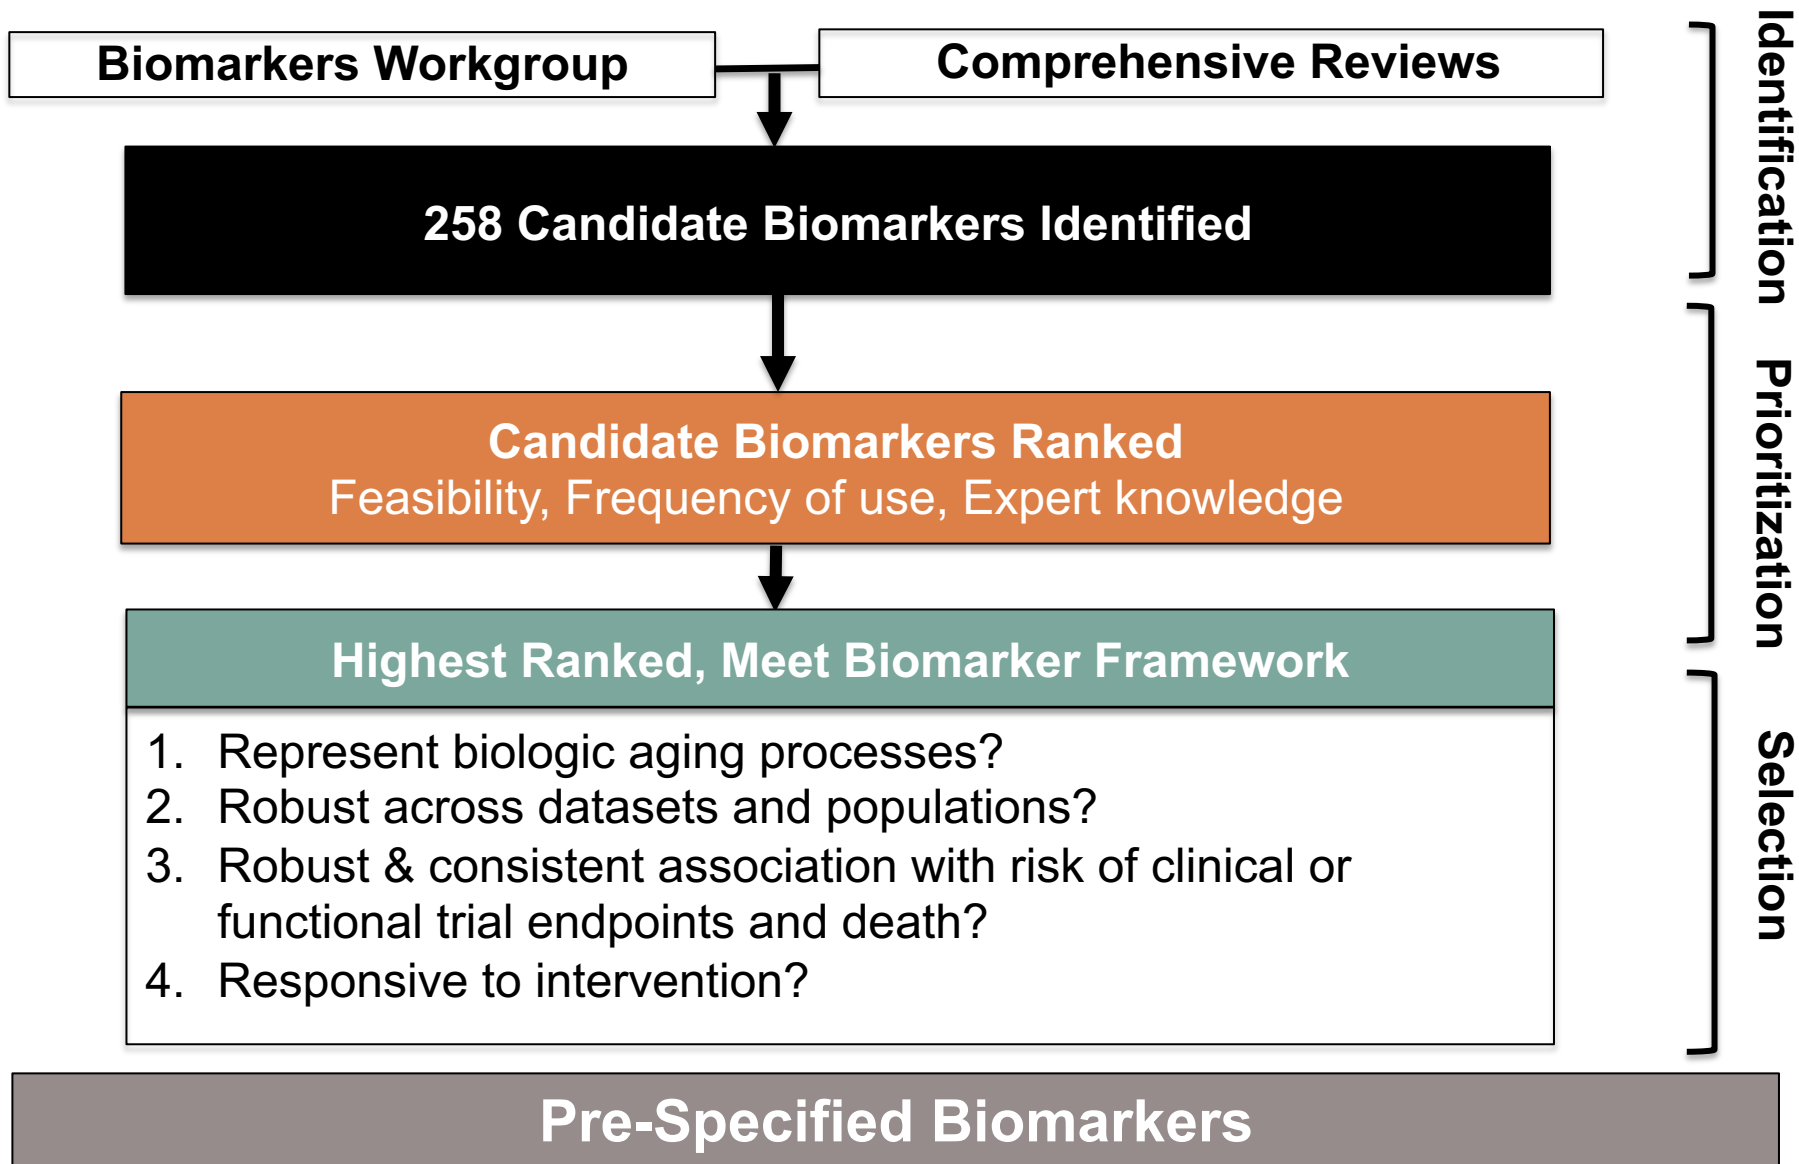 Biomarkers Workgroup
Comprehensive Reviews
258 Candidate Biomarkers Identified
Identification
Candidate Biomarkers Ranked
Feasibility, Frequency of use, Expert knowledge
Prioritization
Highest Ranked, Meet Biomarker Framework
1. Represent biologic aging processes?
2. Robust across datasets and populations?
3. Robust & consistent association with risk of clinical or
functional trial endpoints and death?
4. Responsive to intervention?
Selection
Pre-Specified Biomarkers